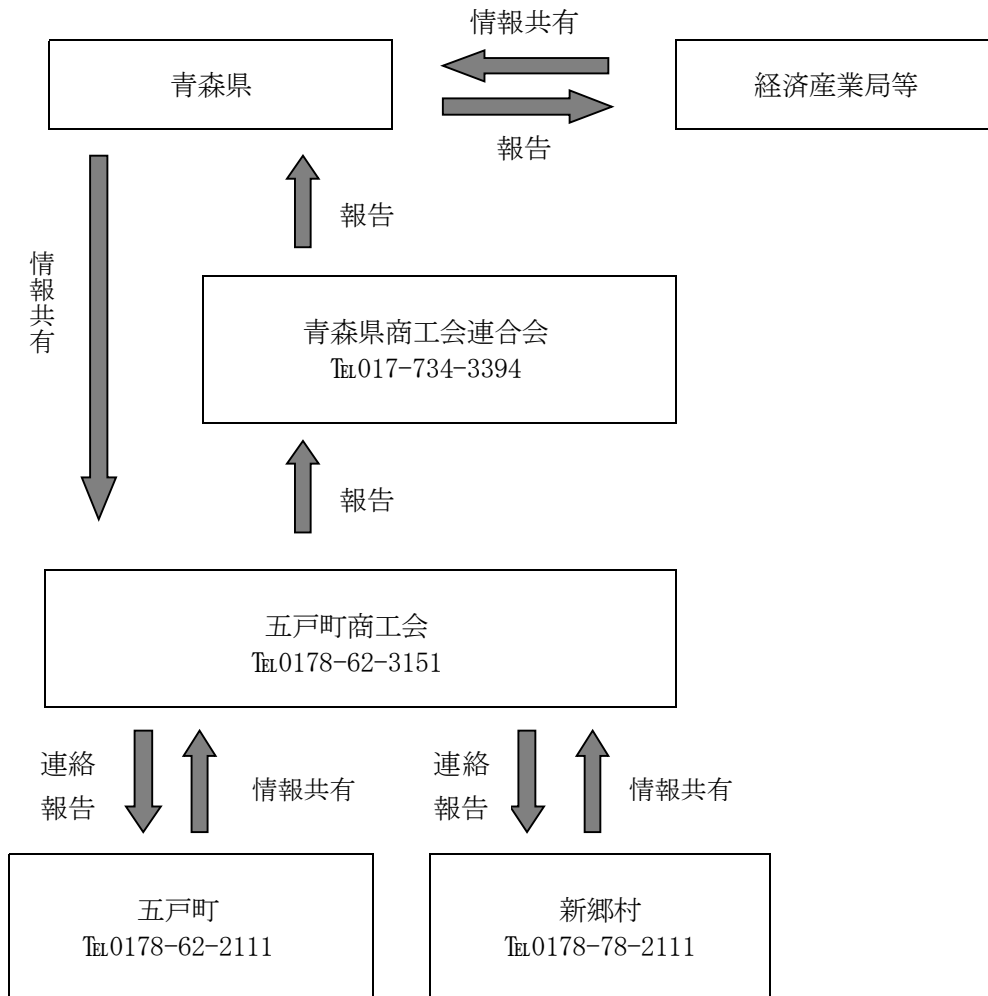 情報共有
青森県
経済産業局等
報告
報告
情報共有
青森県商工会連合会
℡017-734-3394
報告
五戸町商工会
℡0178-62-3151
連絡
報告
情報共有
連絡
報告
情報共有
五戸町
℡0178-62-2111
新郷村
℡0178-78-2111